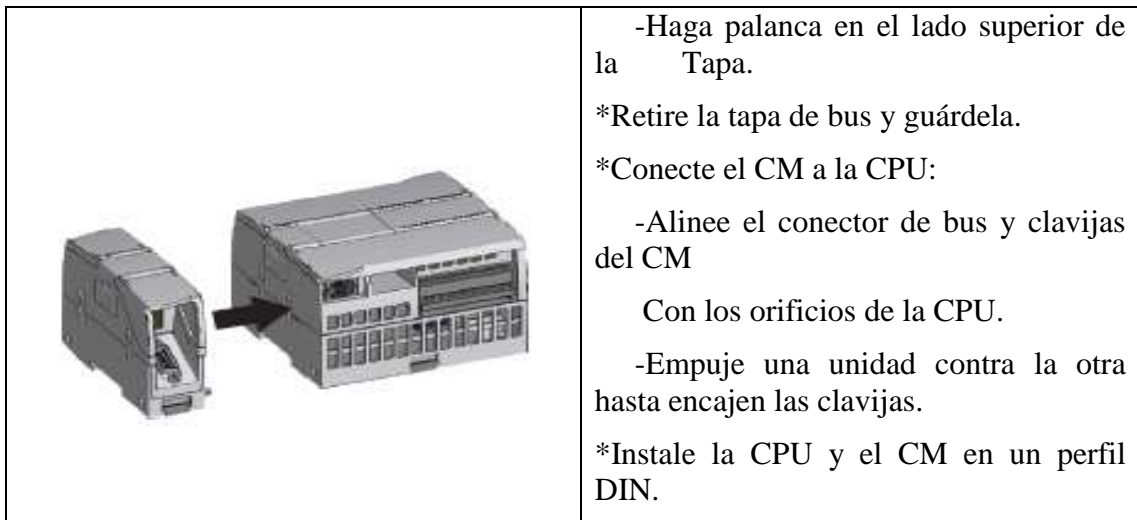 -Haga palanca en el lado superior de
la Tapa.
*Retire la tapa de bus y guárdela.
*Conecte el CM a la CPU:
-Alinee el conector de bus y clavijas
del CM
Con los orificios de la CPU.
-Empuje una unidad contra la otra
hasta encajen las clavijas.
*Instale la CPU y el CM en un perfil
DIN.